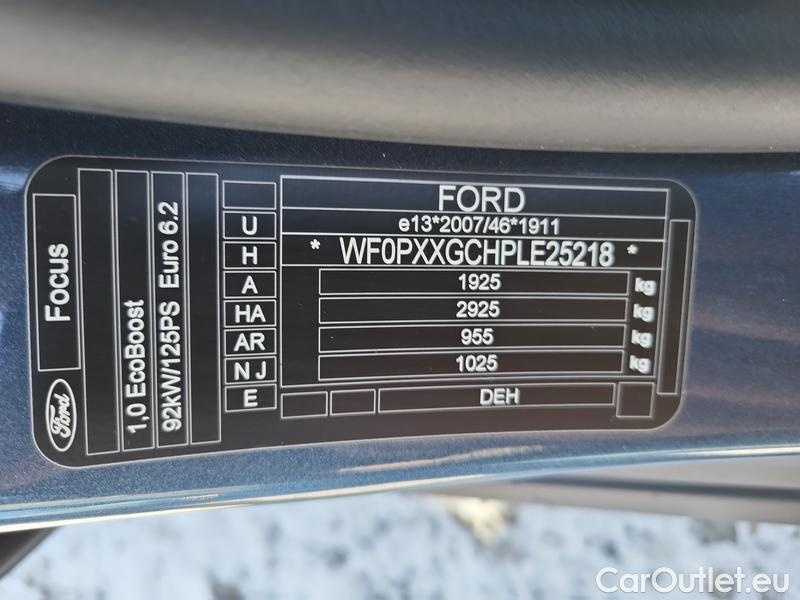 FORD
e13*2007/46*1911
* WF0PXXGCHPLE25218 *
1925 kg
2925 kg
955 kg
1025 kg
DEH
U
H
A
HA
AR
N J
E
Focus
Ford
1,0 EcoBoost
92kW/125PS Euro 6.2
CarOutlet.eu